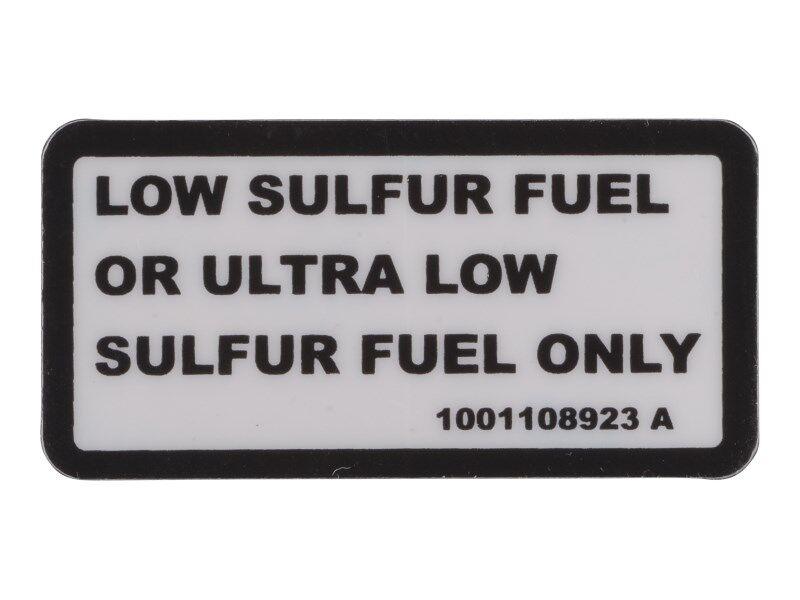 LOW SULFUR FUEL
OR ULTRA LOW
SULFUR FUEL ONLY
1001108923 A